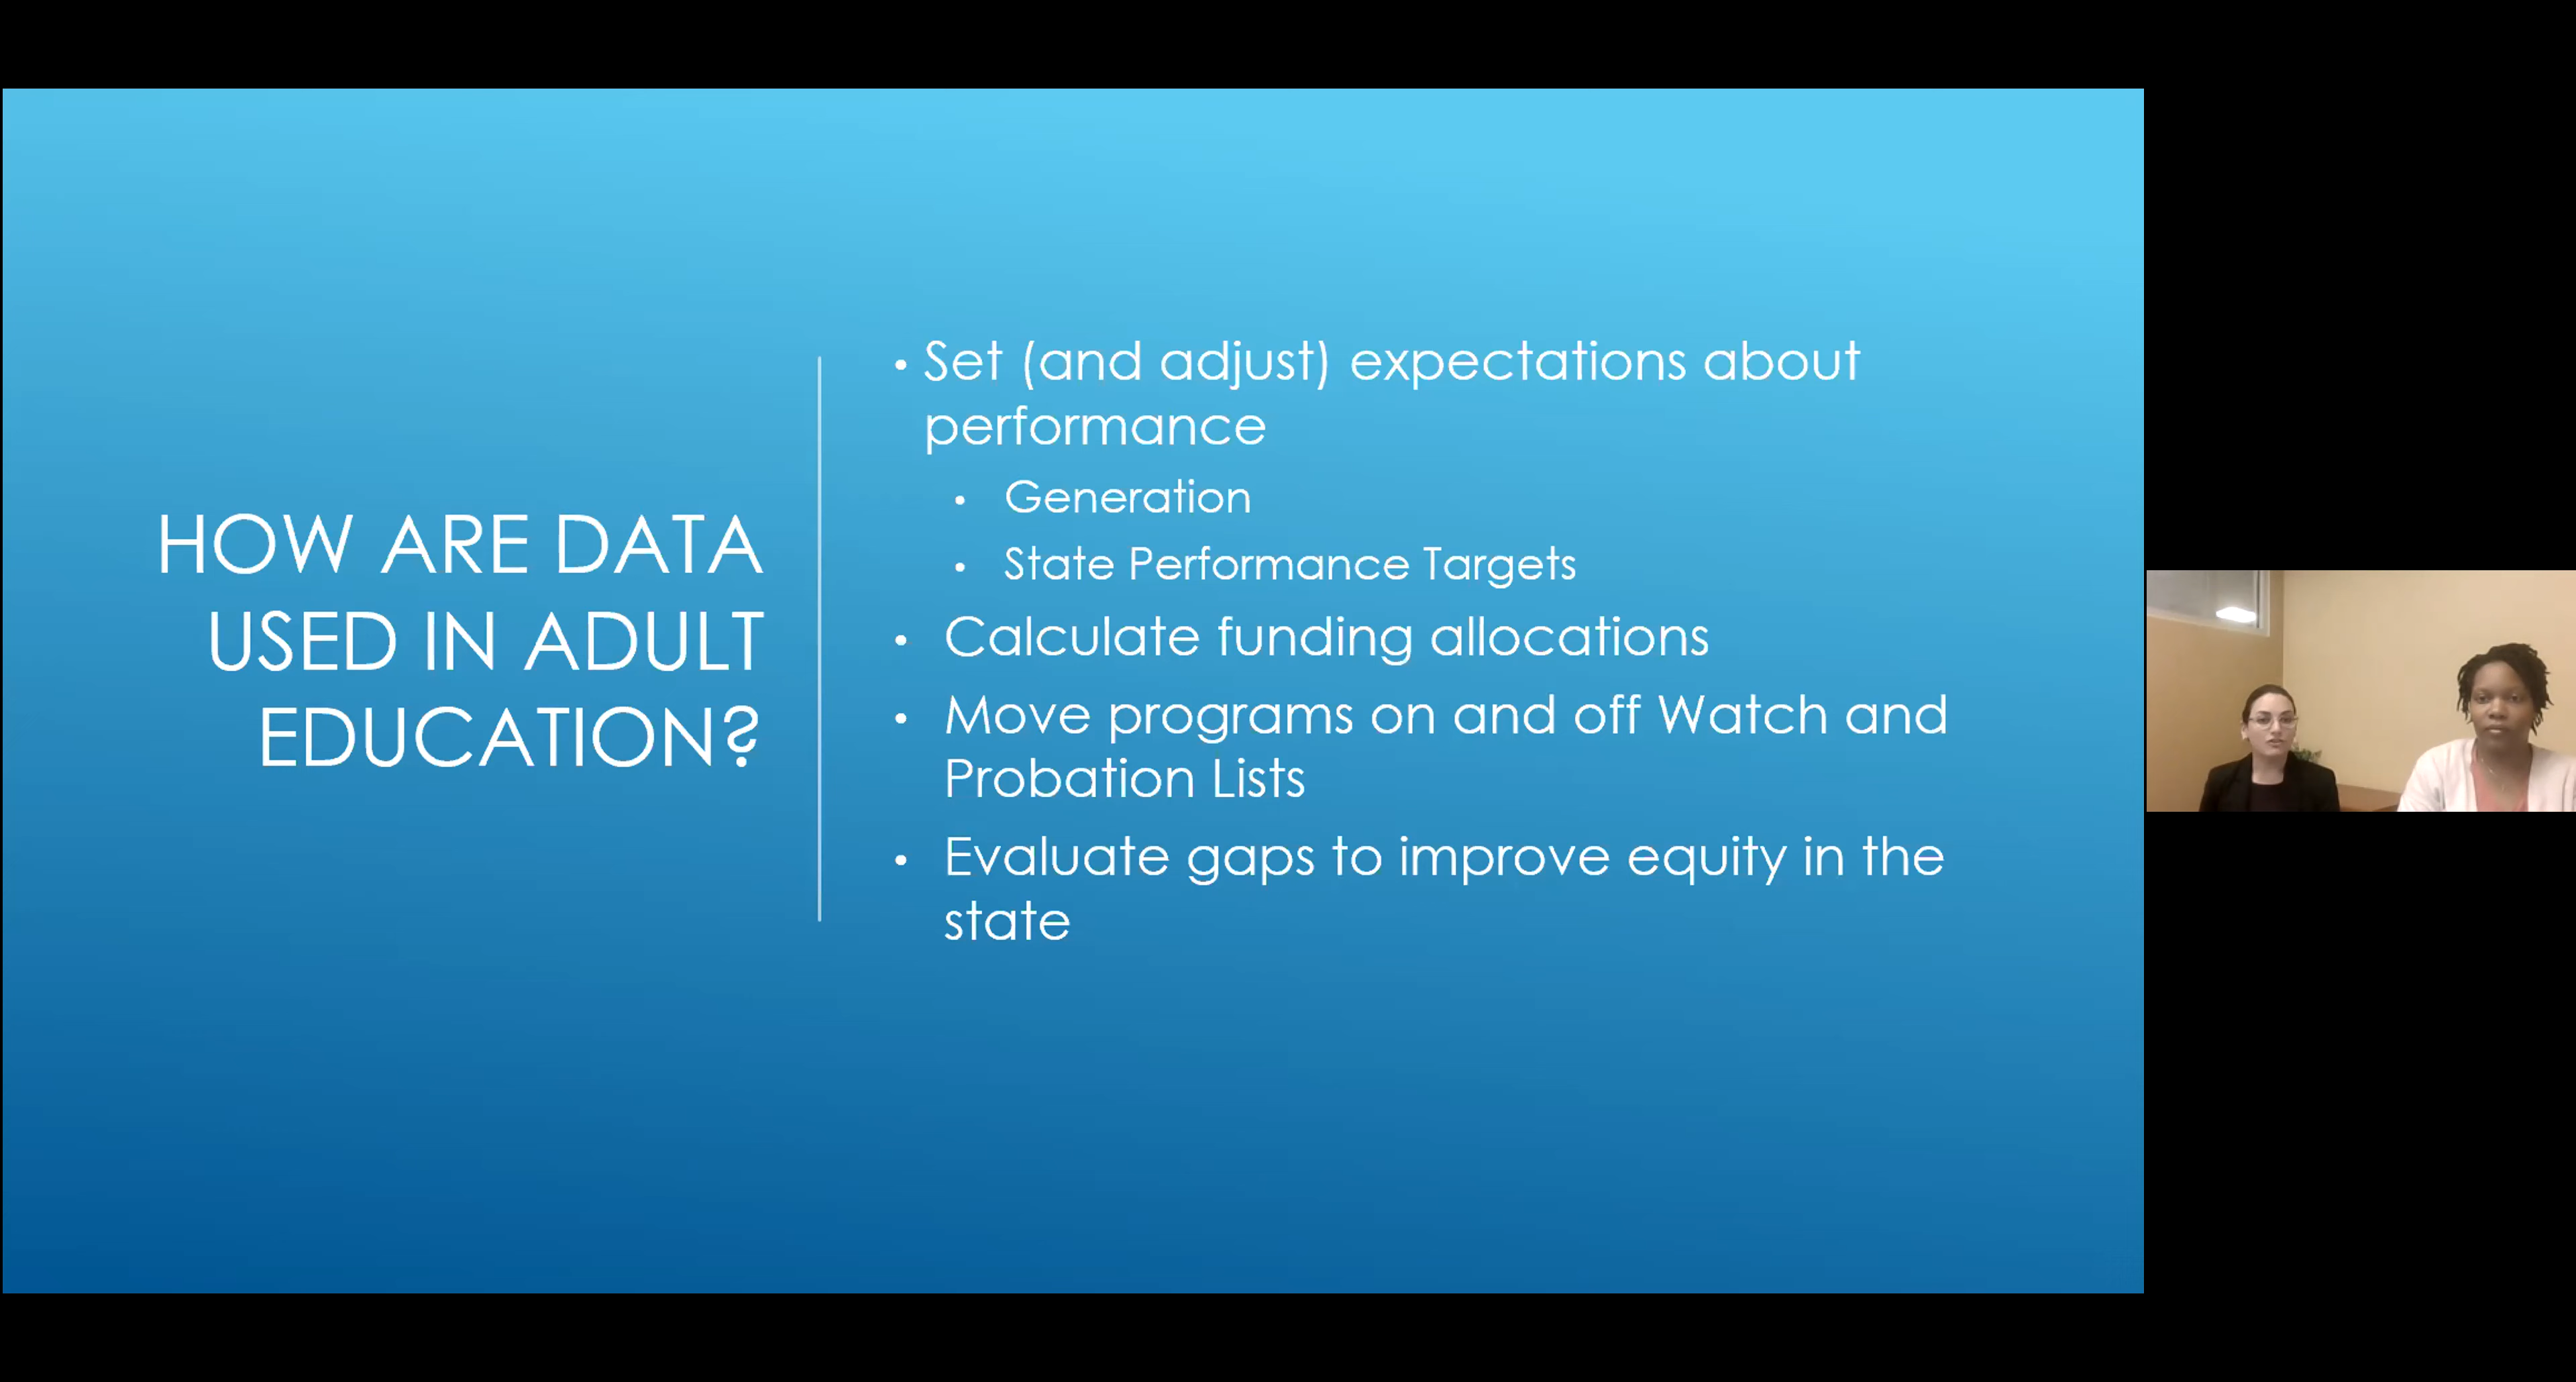 HOW ARE DATA
USED IN ADULT
EDUCATION?
• Set (and adjust) expectations about
performance
• Generation
• State Performance Targets
• Calculate funding allocations
• Move programs on and off Watch and
Probation Lists
• Evaluate gaps to improve equity in the
state